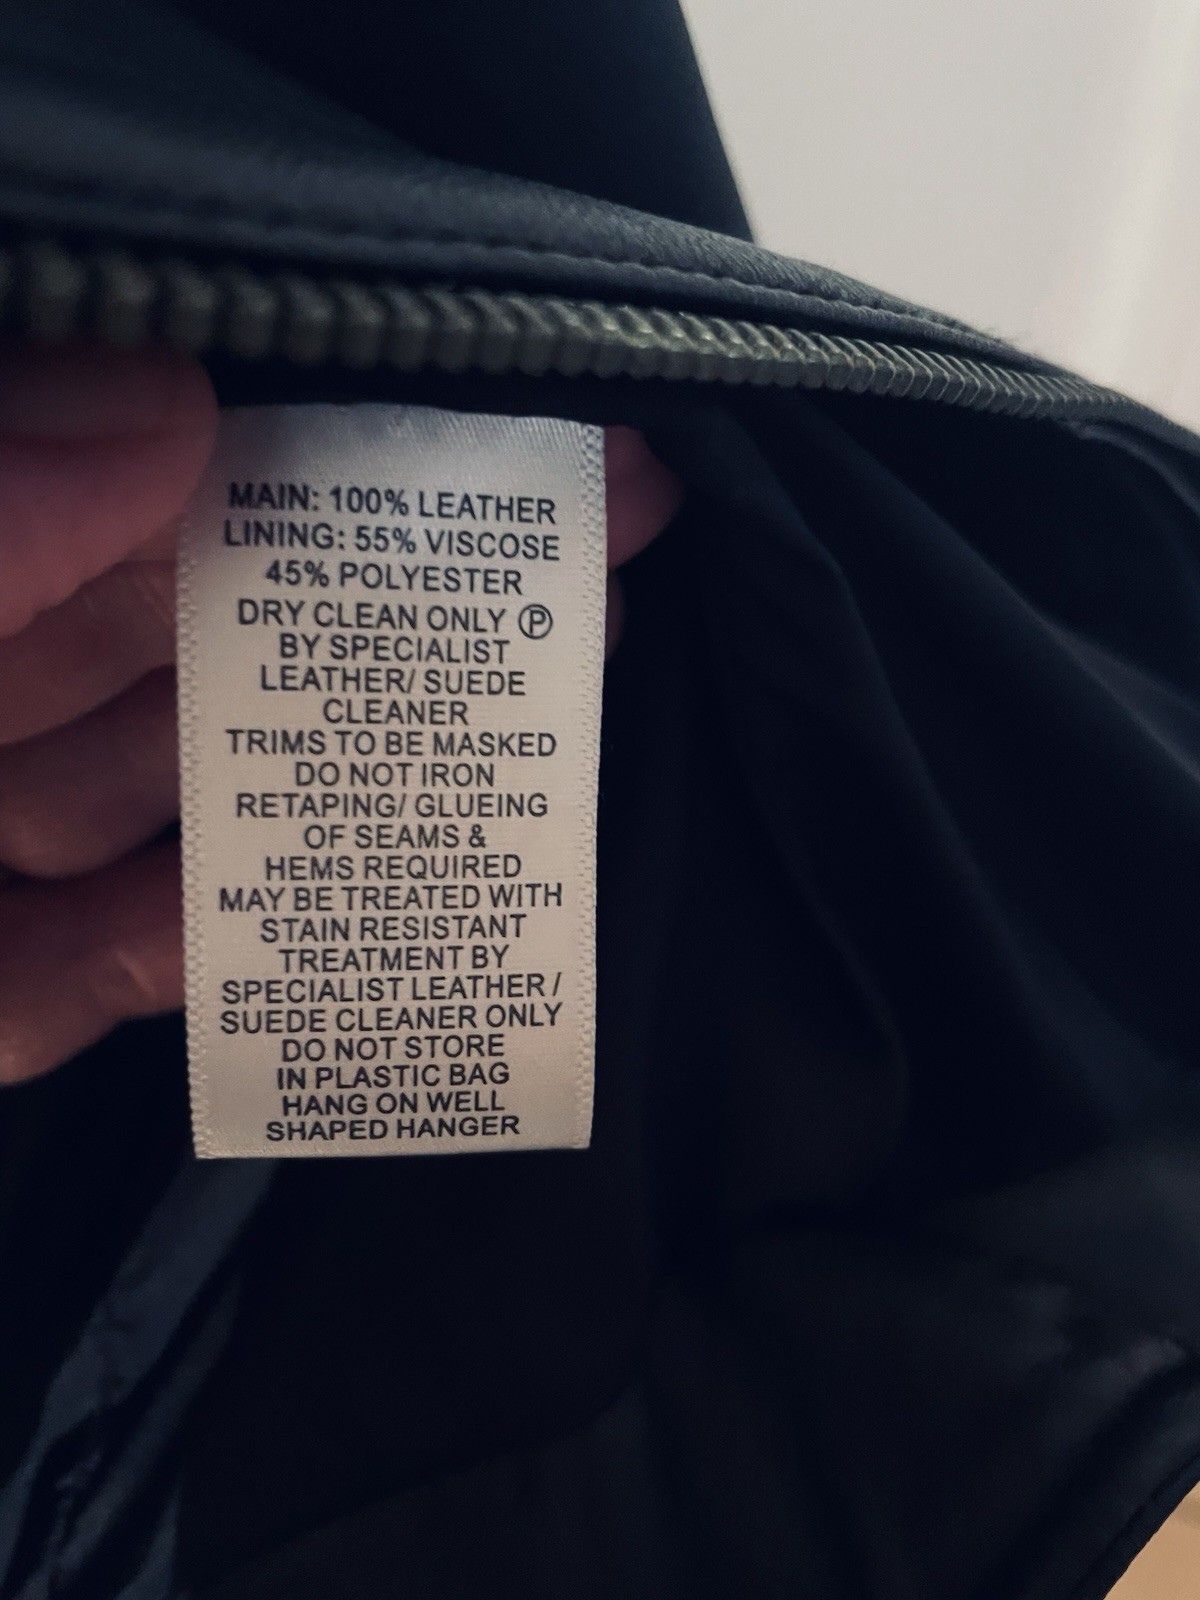 MAIN: 100% LEATHER
LINING: 55% VISCOSE
45% POLYESTER
DRY CLEAN ONLY Ⓟ
BY SPECIALIST
LEATHER/ SUEDE
CLEANER
TRIMS TO BE MASKED
DO NOT IRON
RETAPING/ GLUEING
OF SEAMS &
HEMS REQUIRED
MAY BE TREATED WITH
STAIN RESISTANT
TREATMENT BY
SPECIALIST LEATHER /
SUEDE CLEANER ONLY
DO NOT STORE
IN PLASTIC BAG
HANG ON WELL
SHAPED HANGER